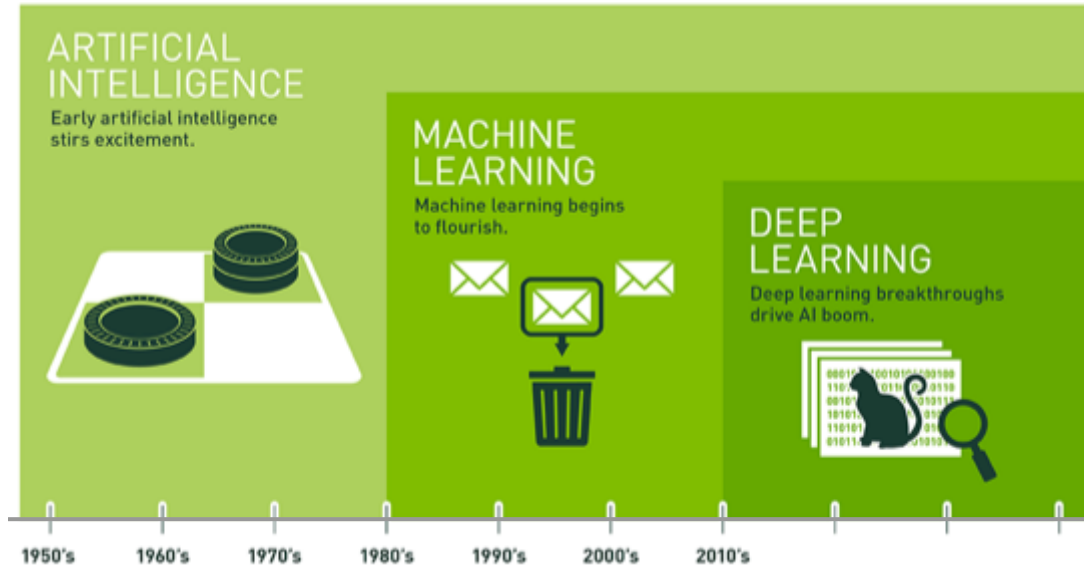 ARTIFICIAL
INTELLIGENCE
Early artificial intelligence
stirs excitement.
MACHINE
LEARNING
Machine learning begins
to flourish.
DEEP
LEARNING
Deep learning breakthroughs
drive AI boom.
1950's 1960's 1970's 1980's 1990's 2000's 2010's